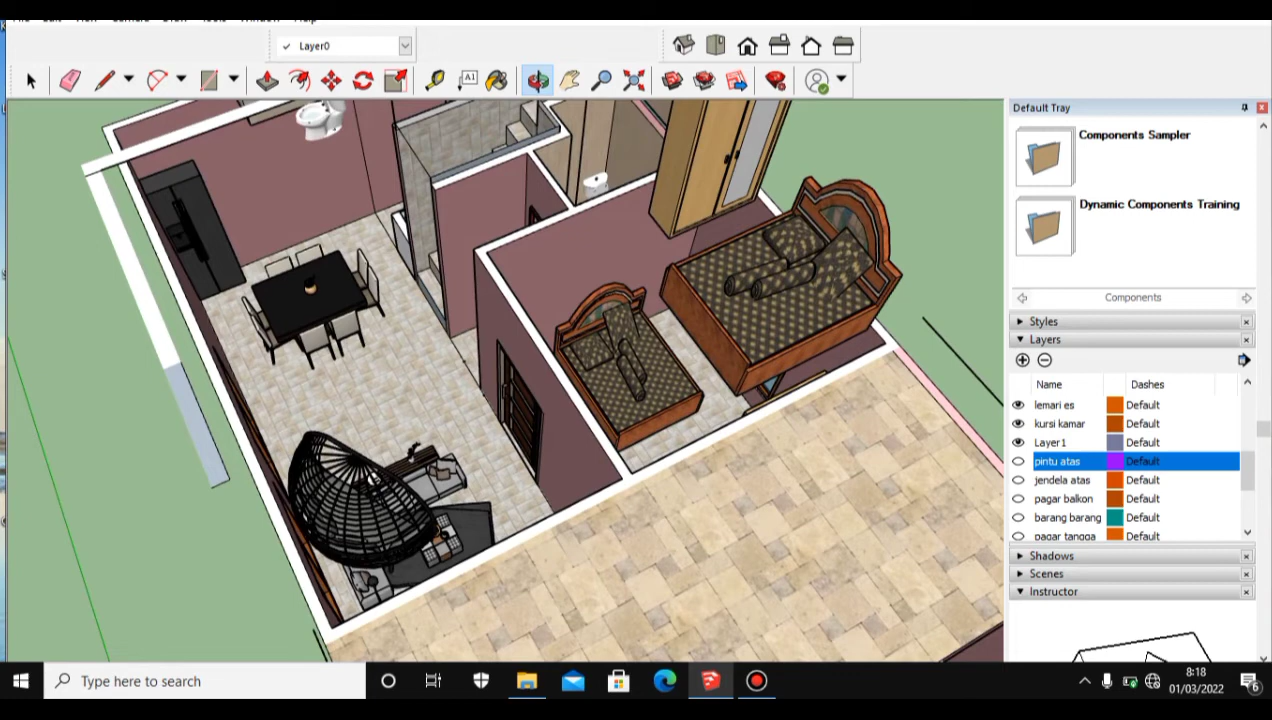 Layer0
A1
Default Tray
Components Sampler
Dynamic Components Training
Components
Styles
Layers
Name Dashes
lemari es Default
kursi kamar Default
Layer1 Default
pintu atas Default
jendela atas Default
pagar balkon Default
barang barang Default
pagar tangga Default
Shadows
Scenes
Instructor
Type here to search
8:18
01/03/2022
6